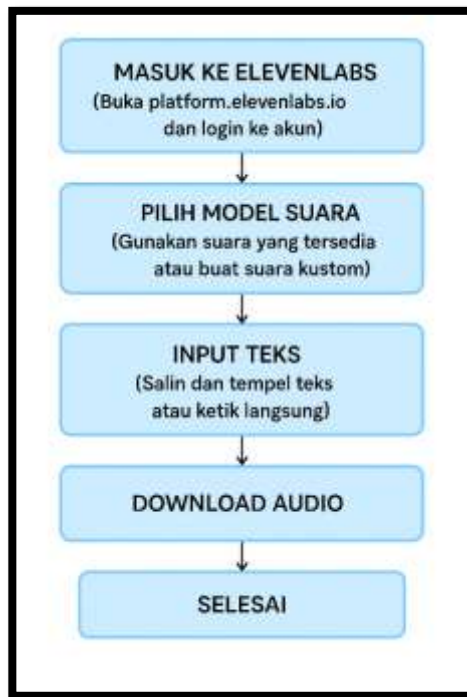 MASUK KE ELEVENLABS
(Buka platform.elevenlabs.io
dan login ke akun)
PILIH MODEL SUARA
(Gunakan suara yang tersedia
atau buat suara kustom)
INPUT TEKS
(Salin dan tempel teks
atau ketik langsung)
DOWNLOAD AUDIO
SELESAI